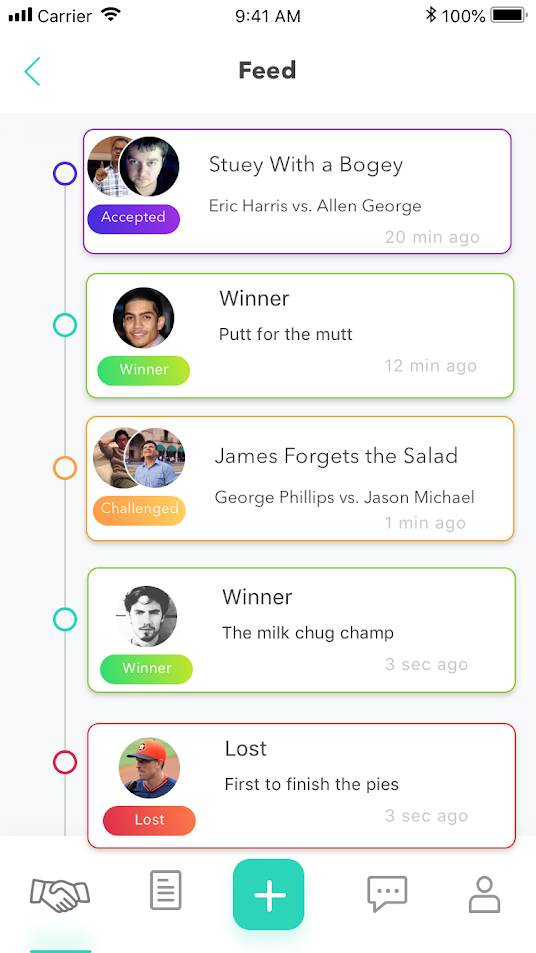 Carrier 9:41 AM 100%
Feed
Stuey With a Bogey
Eric Harris vs. Allen George
Accepted
20 min ago
Winner
Putt for the mutt
12 min ago
Winner
James Forgets the Salad
George Phillips vs. Jason Michael
Challenged
1 min ago
Winner
The milk chug champ
3 sec ago
Winner
Lost
First to finish the pies
3 sec ago
Lost